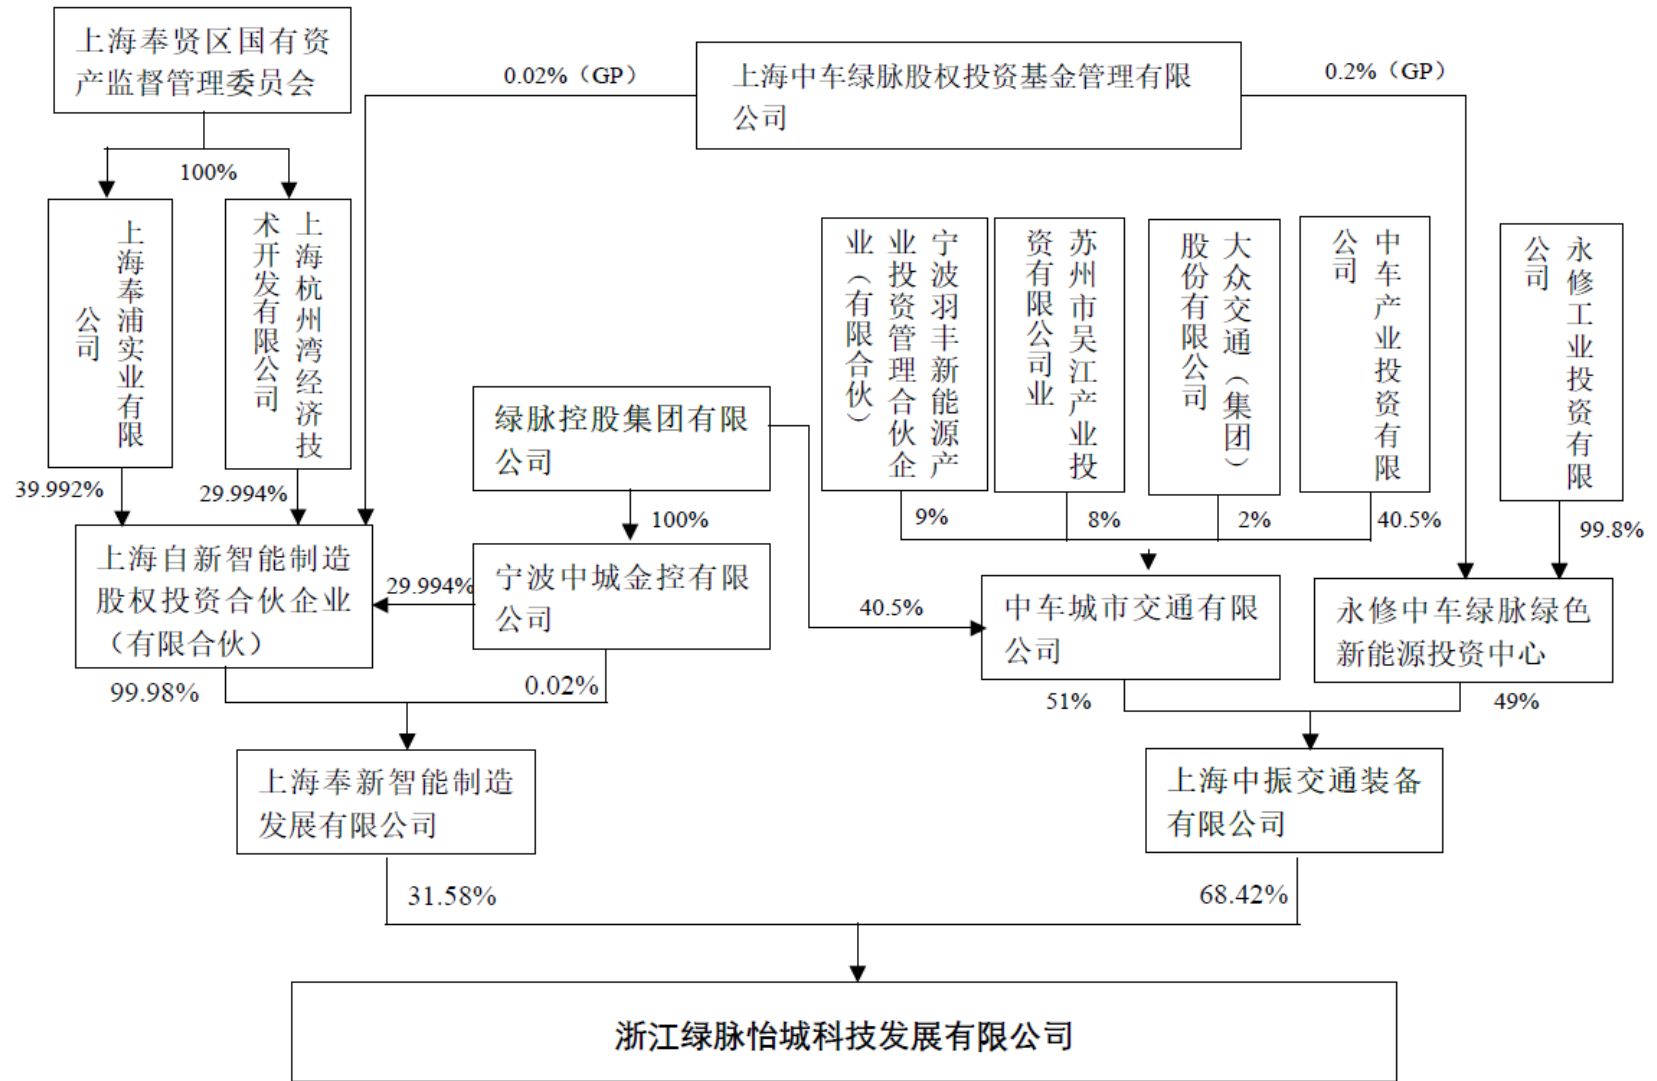 上海奉贤区国有资
产监督管理委员会
0.02%（GP）
上海中车绿脉股权投资基金管理有限
公司
0.2%（GP）
100%
上海奉浦实业有限
公司
上海杭州湾经济技
术开发有限公司
宁波羽丰新能源产
业投资管理合伙企
业（有限合伙）
苏州市吴江产业投
资有限公司业
大众交通（集团）
股份有限公司
中车产业投资有限
公司
永修工业投资有限
公司
绿脉控股集团有限
公司
39.992%
29.994%
100%
9%
8%
2%
40.5%
99.8%
上海自新智能制造
股权投资合伙企业
（有限合伙）
29.994%
宁波中城金控有限
公司
40.5%
中车城市交通有限
公司
永修中车绿脉绿色
新能源投资中心
99.98%
0.02%
51%
49%
上海奉新智能制造
发展有限公司
上海中振交通装备
有限公司
31.58%
68.42%
浙江绿脉怡城科技发展有限公司